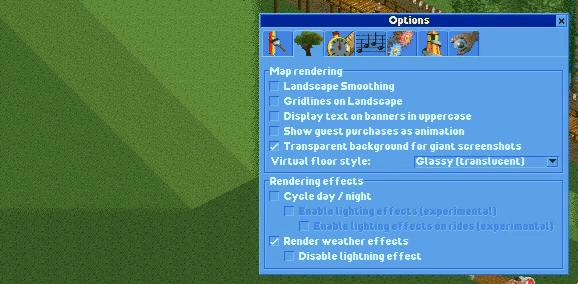 Options
Map rendering
Landscape Smoothing
Gridlines on Landscape
Display text on banners in uppercase
Show guest purchases as animation
Transparent background for giant screenshots
Virtual floor style: Glassy (translucent)
Rendering effects
Cycle day / night
Enable lighting effects (experimental)
Enable lighting effects on rides (experimental)
Render weather effects
Disable lightning effect